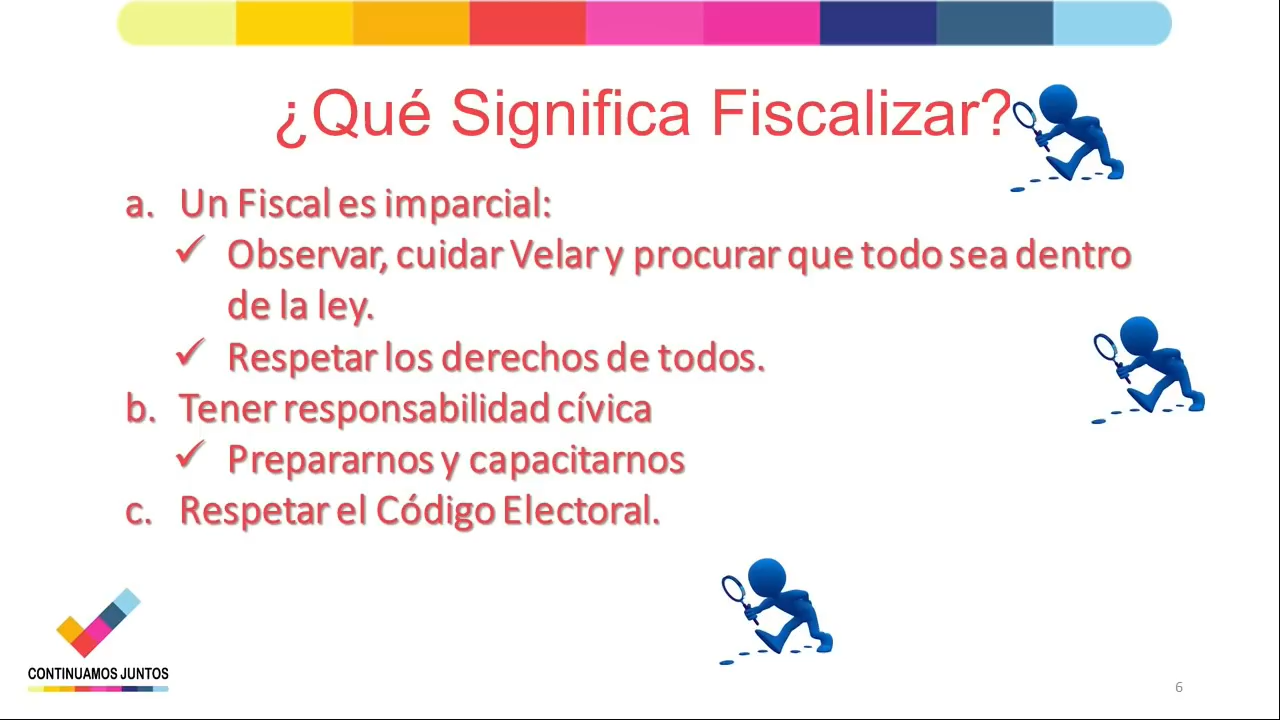 ¿Qué Significa Fiscalizar?
a. Un Fiscal es imparcial:
✓ Observar, cuidar Velar y procurar que todo sea dentro
de la ley.
✓ Respetar los derechos de todos.
b. Tener responsabilidad cívica
✓ Prepararnos y capacitarnos
c. Respetar el Código Electoral.
CONTINUAMOS JUNTOS
6